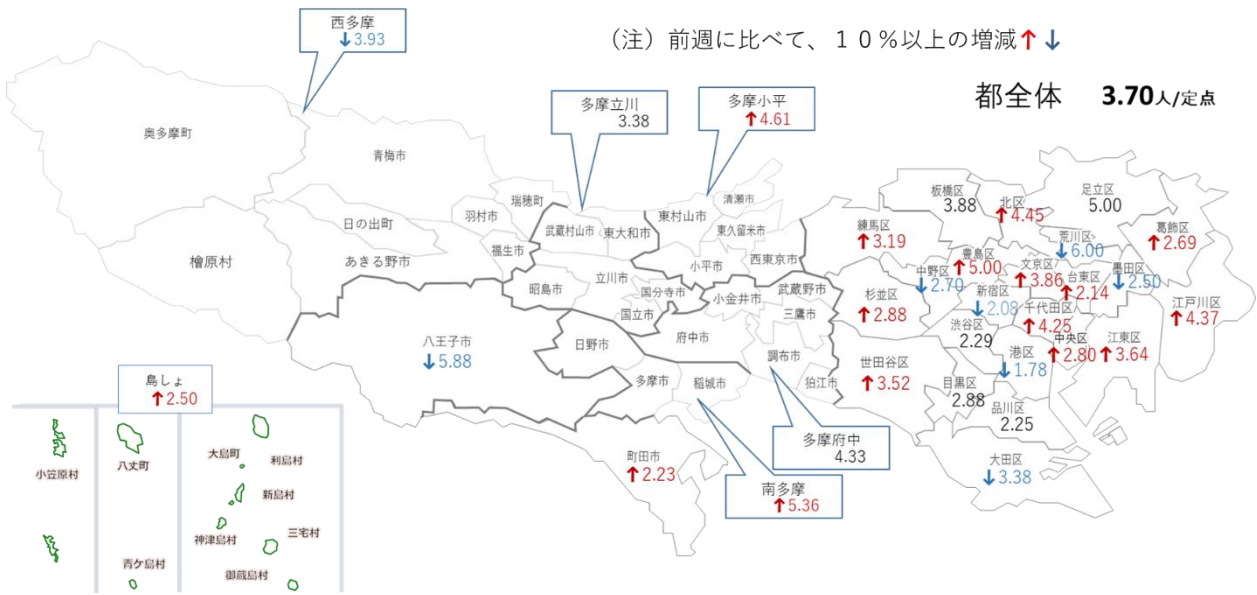 （注）前週に比べて、１０％以上の増減↑↓
都全体 3.70人/定点
西多摩
↓3.93
多摩立川
3.38
多摩小平
↑4.61
奥多摩町
青梅市
日の出町
あきる野市
檜原村
羽村市
瑞穂町
福生市
武蔵村山市
東大和市
東村山市
清瀬市
東久留米市
小平市
西東京市
昭島市
立川市
国分寺市
国立市
小金井市
武蔵野市
三鷹市
府中市
調布市
狛江市
日野市
多摩市
稲城市
八王子市
↓5.88
町田市
↑2.23
多摩府中
4.33
南多摩
↑5.36
板橋区
3.88
北区
↑4.45
足立区
5.00
練馬区
↑3.19
豊島区
↑5.00
荒川区
↓6.00
葛飾区
↑2.69
中野区
↓2.70
文京区
↑3.86
台東区
↑2.14
墨田区
↓2.50
杉並区
↑2.88
新宿区
↓2.08
千代田区
↑4.25
江戸川区
↑4.37
渋谷区
2.29
港区
↓1.78
中央区
↑2.80
江東区
↑3.64
世田谷区
↑3.52
目黒区
2.88
品川区
2.25
大田区
↓3.38
島しょ
↑2.50
小笠原村
八丈町
青ケ島村
大島町
利島村
新島村
神津島村
三宅村
御蔵島村